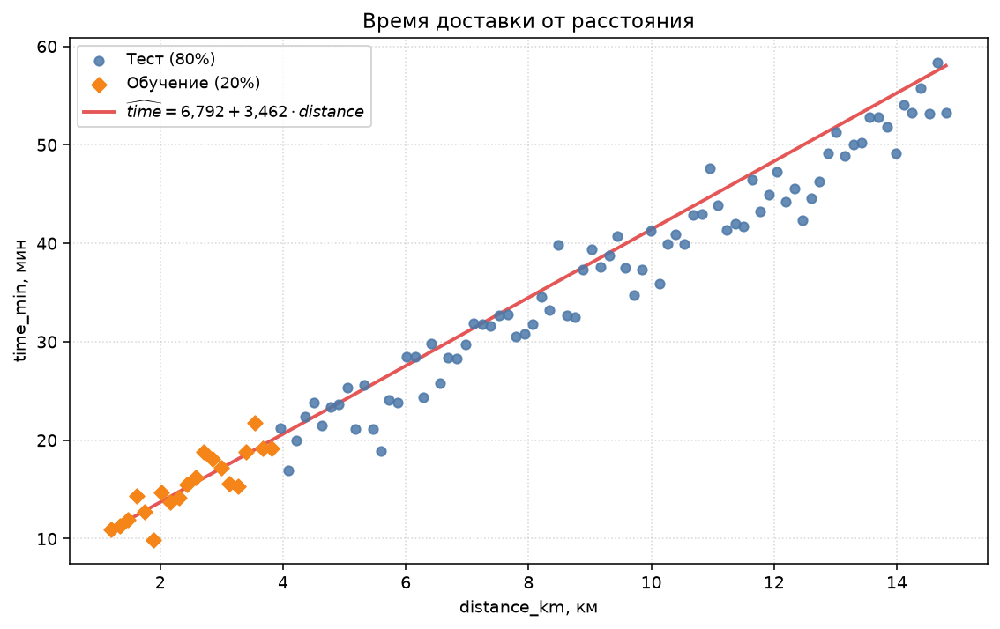 Время доставки от расстояния
Тест (80%)
Обучение (20%)
time = 6,792 + 3,462 · distance
time_min, мин
60
50
40
30
20
10
2 4 6 8 10 12 14
distance_km, км